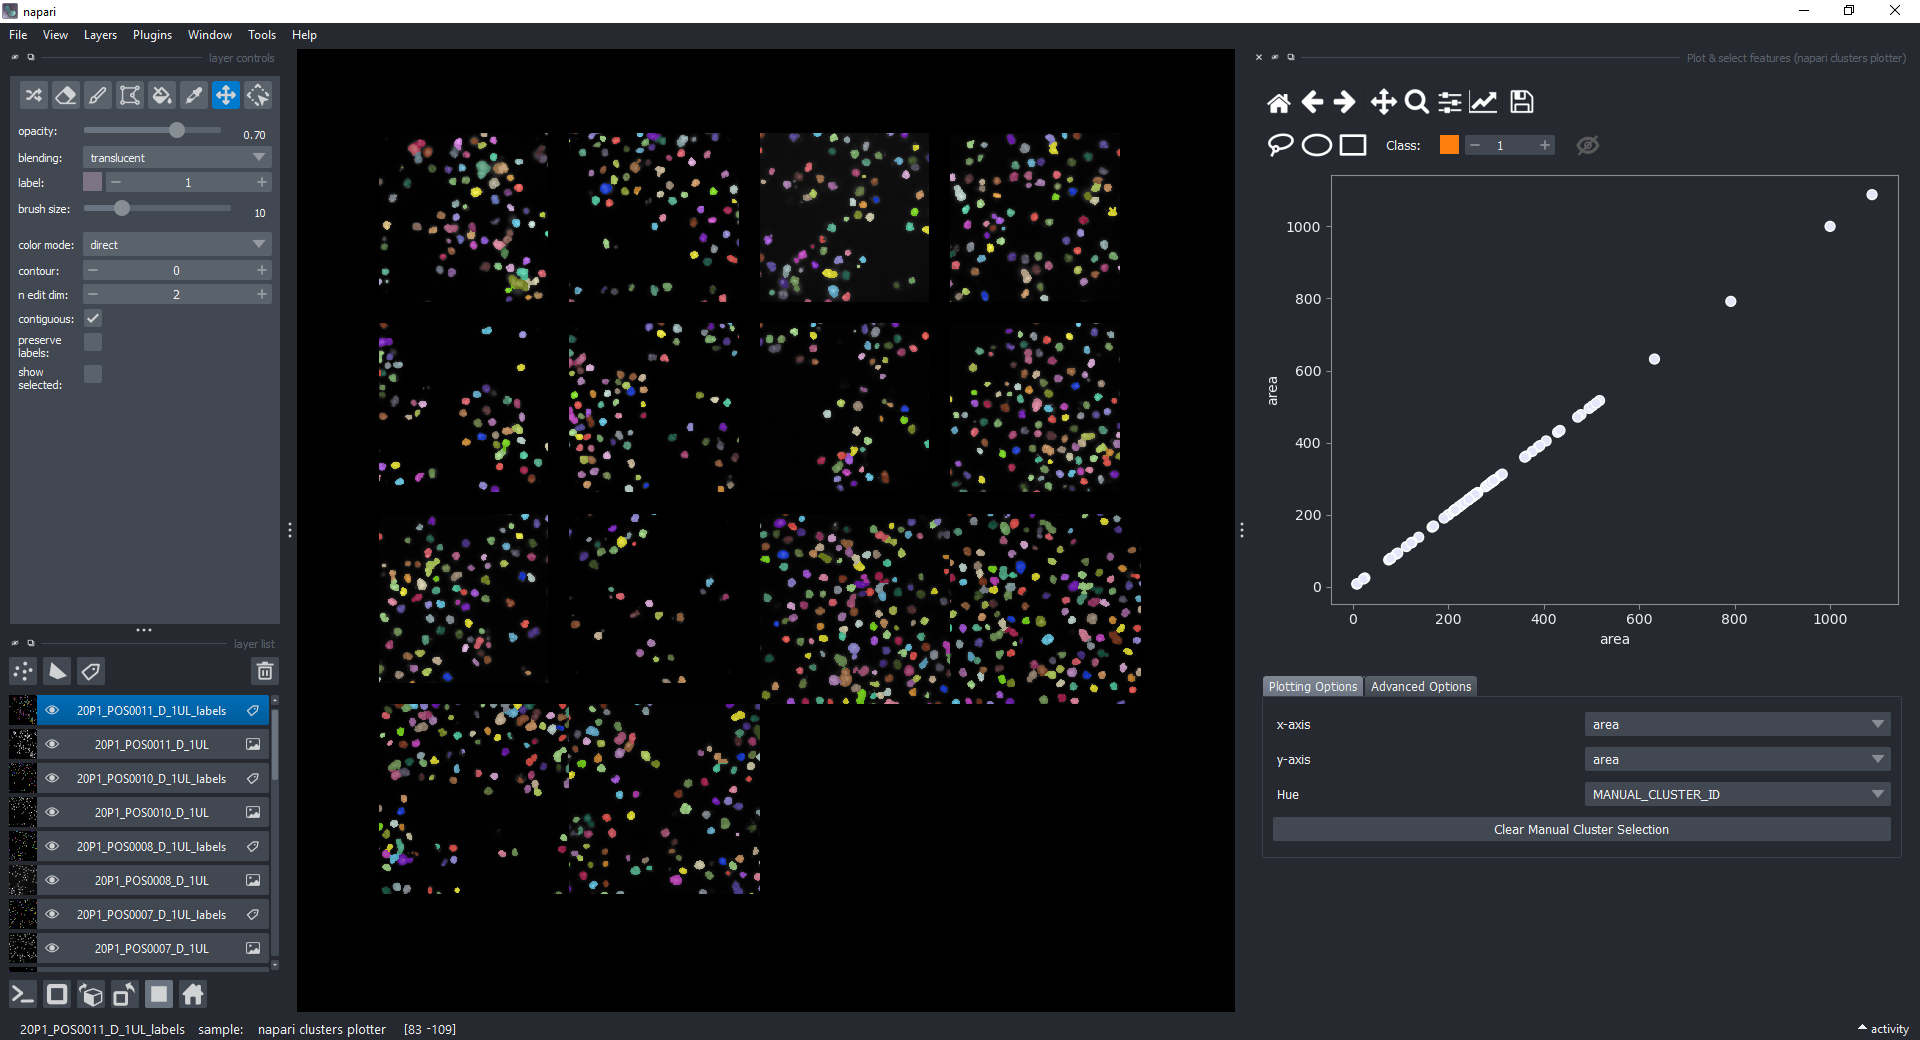 napari
File View Layers Plugins Window Tools Help
layer controls
opacity: 0.70
blending: translucent
label: 1
brush size: 10
color mode: direct
contour: 0
n edit dim: 2
contiguous:
preserve
labels:
show
selected:
layer list
20P1_POS0011_D_1UL_labels
20P1_POS0011_D_1UL
20P1_POS0010_D_1UL_labels
20P1_POS0010_D_1UL
20P1_POS0008_D_1UL_labels
20P1_POS0008_D_1UL
20P1_POS0007_D_1UL_labels
20P1_POS0007_D_1UL
Plot & select features (napari clusters plotter)
Class: 1
1000
800
600
400
200
0
area
0 200 400 600 800 1000
area
Plotting Options Advanced Options
x-axis area
y-axis area
Hue MANUAL_CLUSTER_ID
Clear Manual Cluster Selection
20P1_POS0011_D_1UL_labels sample: napari clusters plotter [83 -109]
activity